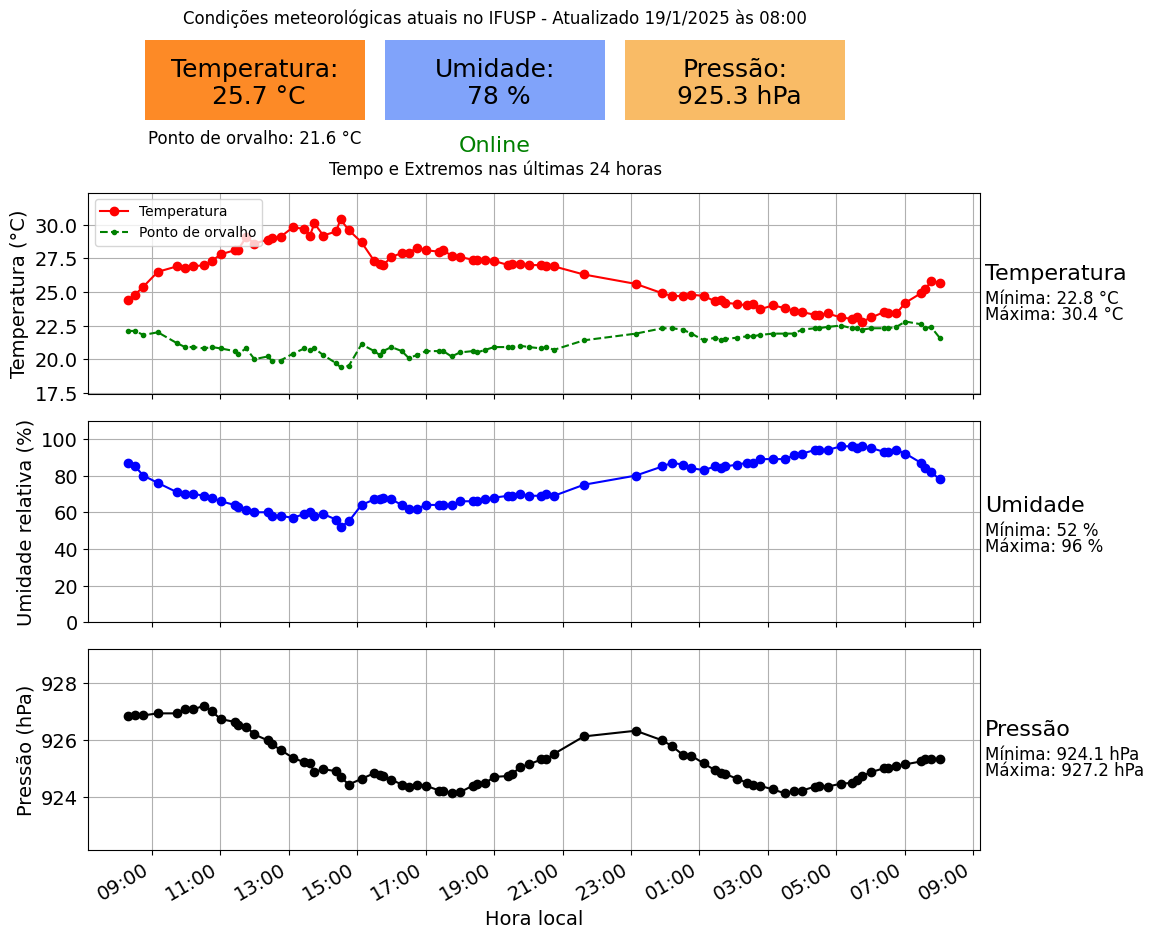 Condições meteorológicas atuais no IFUSP - Atualizado 19/1/2025 às 08:00
Temperatura:
25.7 °C
Umidade:
78 %
Pressão:
925.3 hPa
Ponto de orvalho: 21.6 °C
Online
Tempo e Extremos nas últimas 24 horas
Temperatura (°C)
30.0
27.5
25.0
22.5
20.0
17.5
Temperatura
Ponto de orvalho
Temperatura
Mínima: 22.8 °C
Máxima: 30.4 °C
Umidade relativa (%)
100
80
60
40
20
0
Umidade
Mínima: 52 %
Máxima: 96 %
Pressão (hPa)
928
926
924
Pressão
Mínima: 924.1 hPa
Máxima: 927.2 hPa
09:00 11:00 13:00 15:00 17:00 19:00 21:00 23:00 01:00 03:00 05:00 07:00 09:00
Hora local